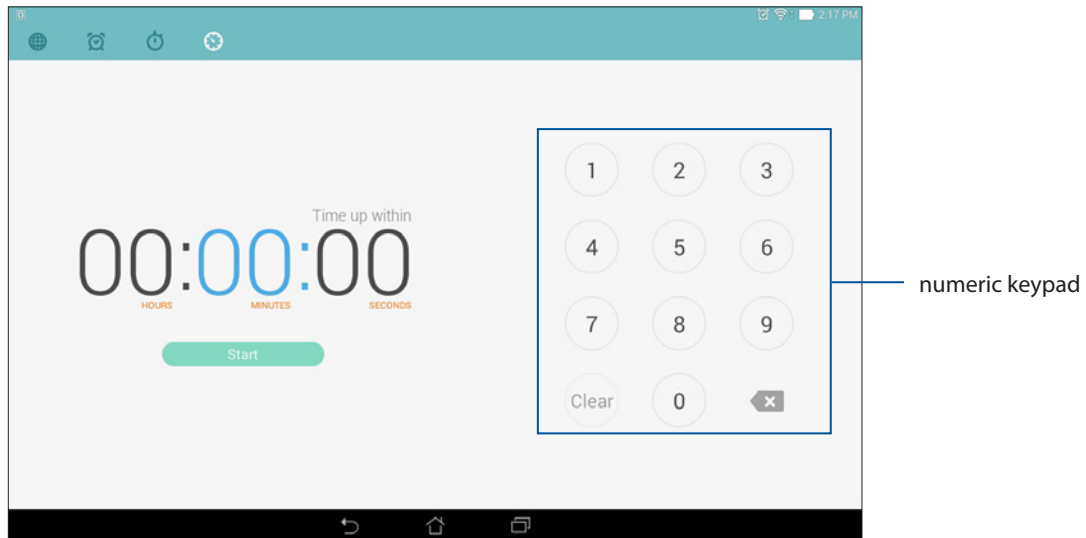 2:17 PM
Time up within
00:00:00
HOURS MINUTES SECONDS
Start
1 2 3
4 5 6
7 8 9
Clear 0
numeric keypad